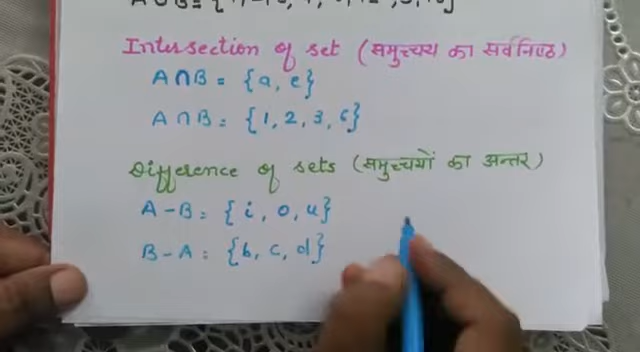 Intersection of set (समुच्चय का सर्वनिष्ठ)
A∩B = {a, e}
A∩B = {1, 2, 3, 6}
Difference of sets (समुच्चयों का अन्तर)
A-B = {i, o, u}
B-A = {b, c, d}